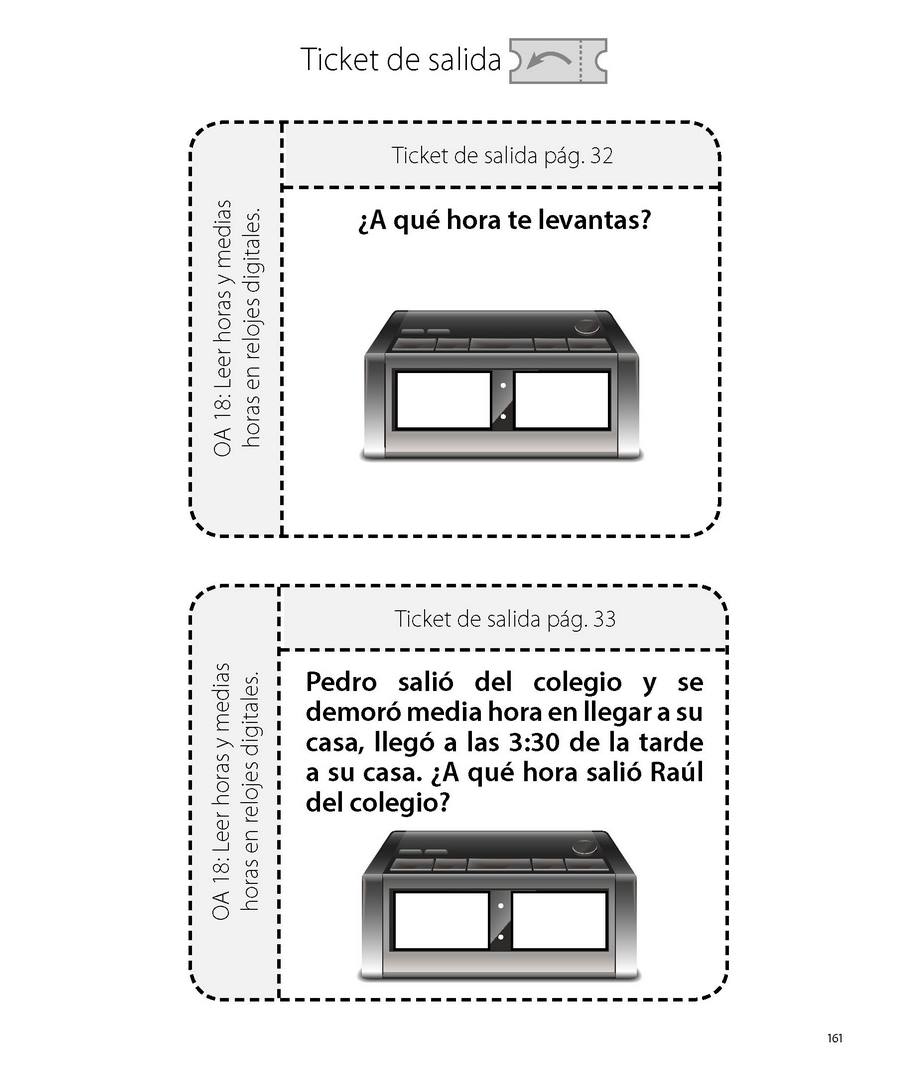 Ticket de salida
Ticket de salida pág. 32
OA 18: Leer horas y medias
horas en relojes digitales.
¿A qué hora te levantas?
Ticket de salida pág. 33
OA 18: Leer horas y medias
horas en relojes digitales.
Pedro salió del colegio y se
demoró media hora en llegar a su
casa, llegó a las 3:30 de la tarde
a su casa. ¿A qué hora salió Raúl
del colegio?
161